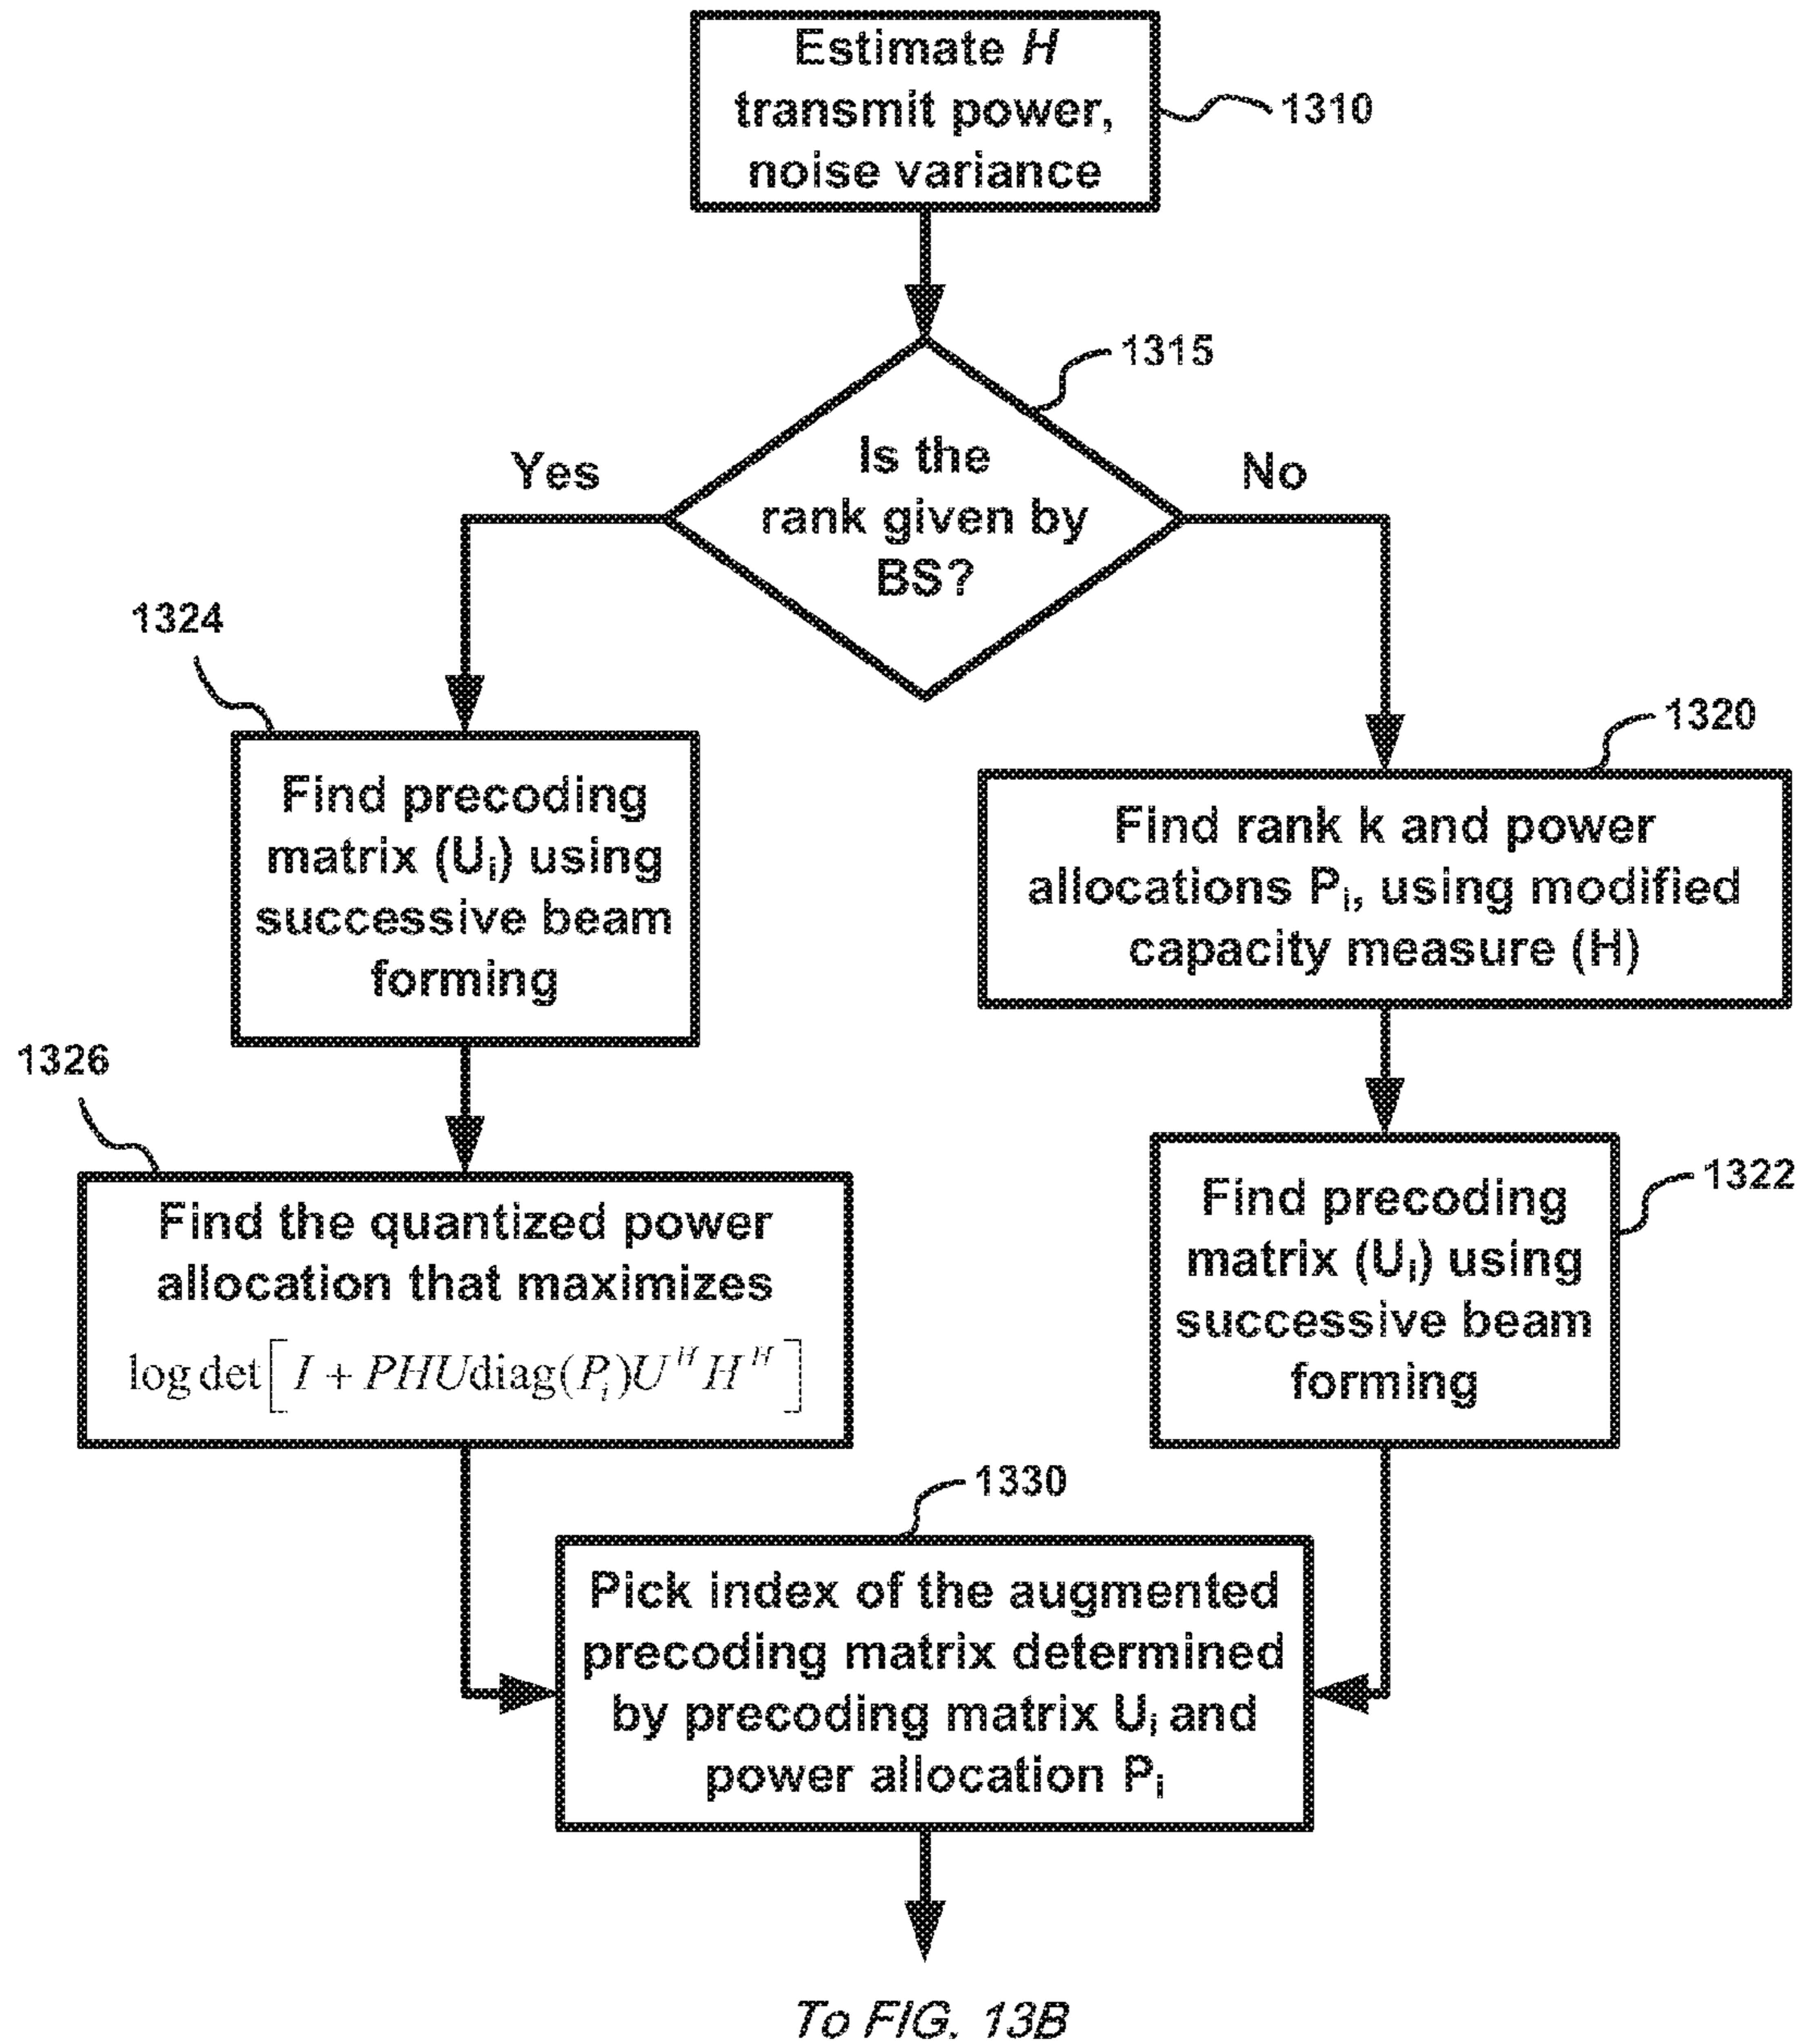 Estimate H
transmit power,
noise variance
1310
1315
Is the
rank given by
BS?
Yes
No
1324
Find precoding
matrix (Uᵢ) using
successive beam
forming
1320
Find rank k and power
allocations Pᵢ, using modified
capacity measure (H)
1326
Find the quantized power
allocation that maximizes
log det[I + PHUdiag(Pᵢ)Uᴴ Hᴴ]
1322
Find precoding
matrix (Uᵢ) using
successive beam
forming
1330
Pick index of the augmented
precoding matrix determined
by precoding matrix Uᵢ and
power allocation Pᵢ
To FIG. 13B